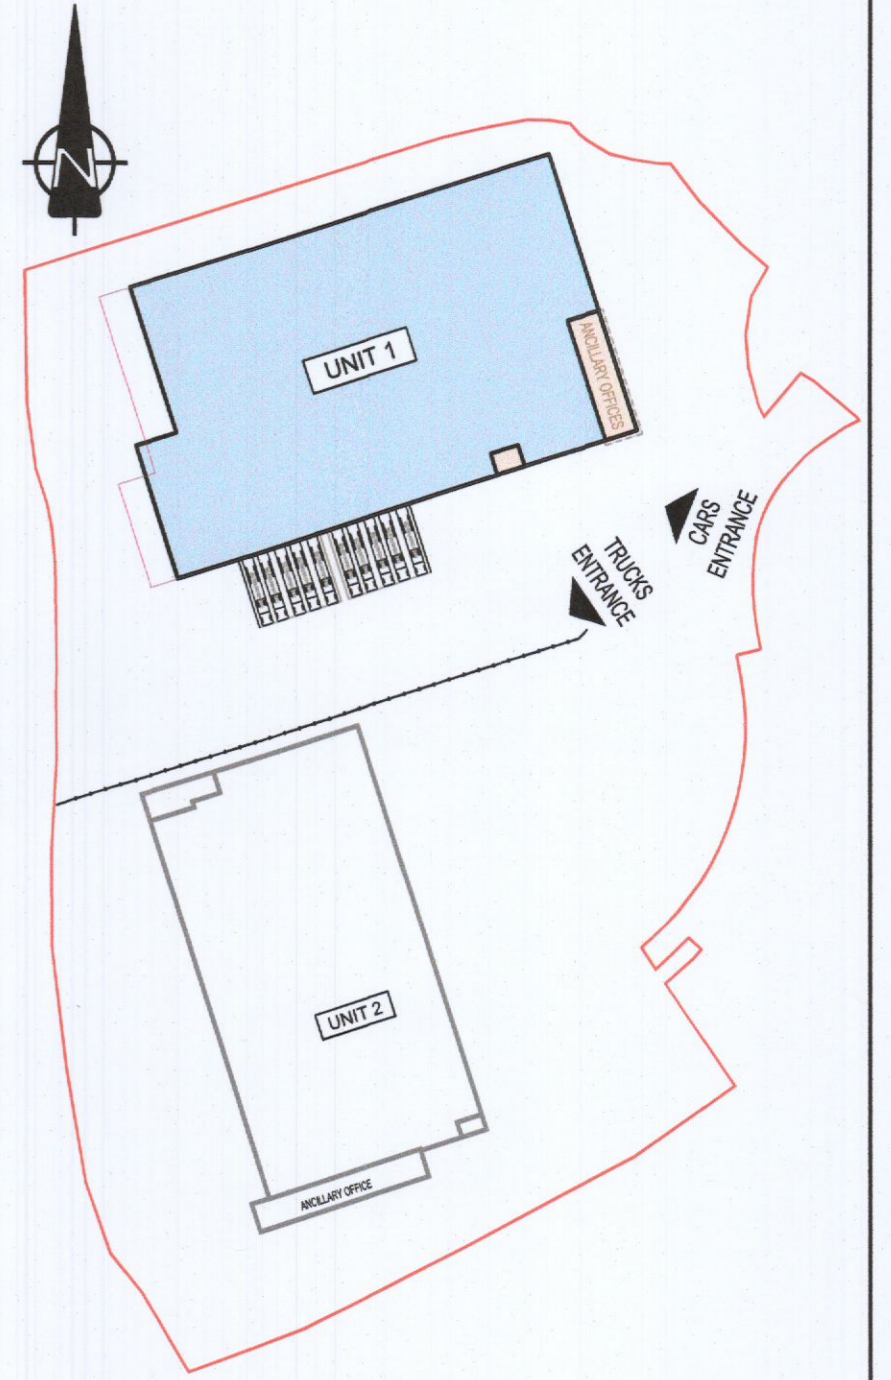 N
UNIT 1
ANCILLARY OFFICES
CARS
ENTRANCE
TRUCKS
ENTRANCE
UNIT 2
ANCILLARY OFFICE